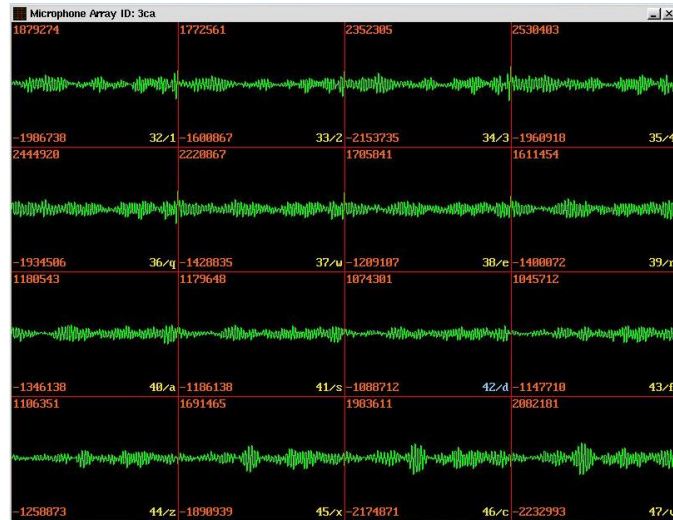 Microphone Array ID: 3ca
1879274 1772561 2352305 2530403
-1986738 32/1 -1600867 33/2 -2153735 34/3 -1960918 35/4
2444920 2220867 1705841 1611454
-1934506 36/q -1428835 37/w -1209107 38/e -1400072 39/r
1180543 1179648 1074301 1045712
-1346138 40/a -1186138 41/s -1088712 42/d -1147710 43/f
1106351 1691465 1983611 2082181
-1258873 44/z -1890939 45/x -2174871 46/c -2232993 47/v